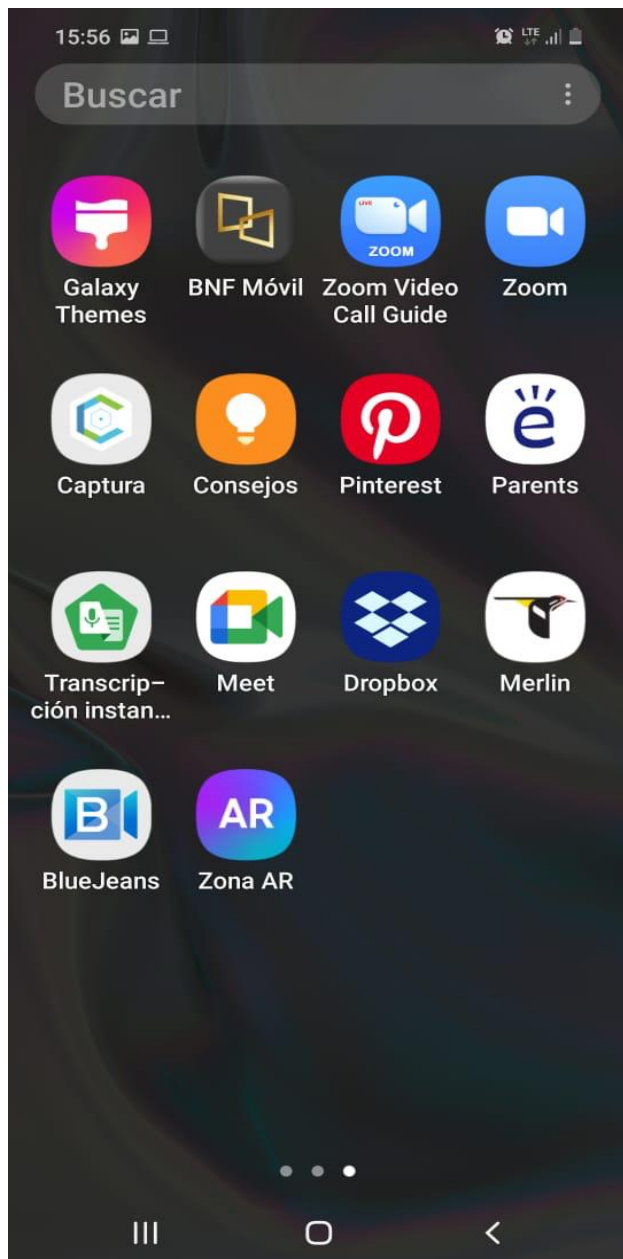 15:56
LTE
Buscar
LIVE
ZOOM
Galaxy
Themes
BNF Móvil
Zoom Video
Call Guide
Zoom
Captura
Consejos
Pinterest
ë
Parents
Transcrip-
ción instan...
Meet
Dropbox
Merlin
B
AR
BlueJeans
Zona AR